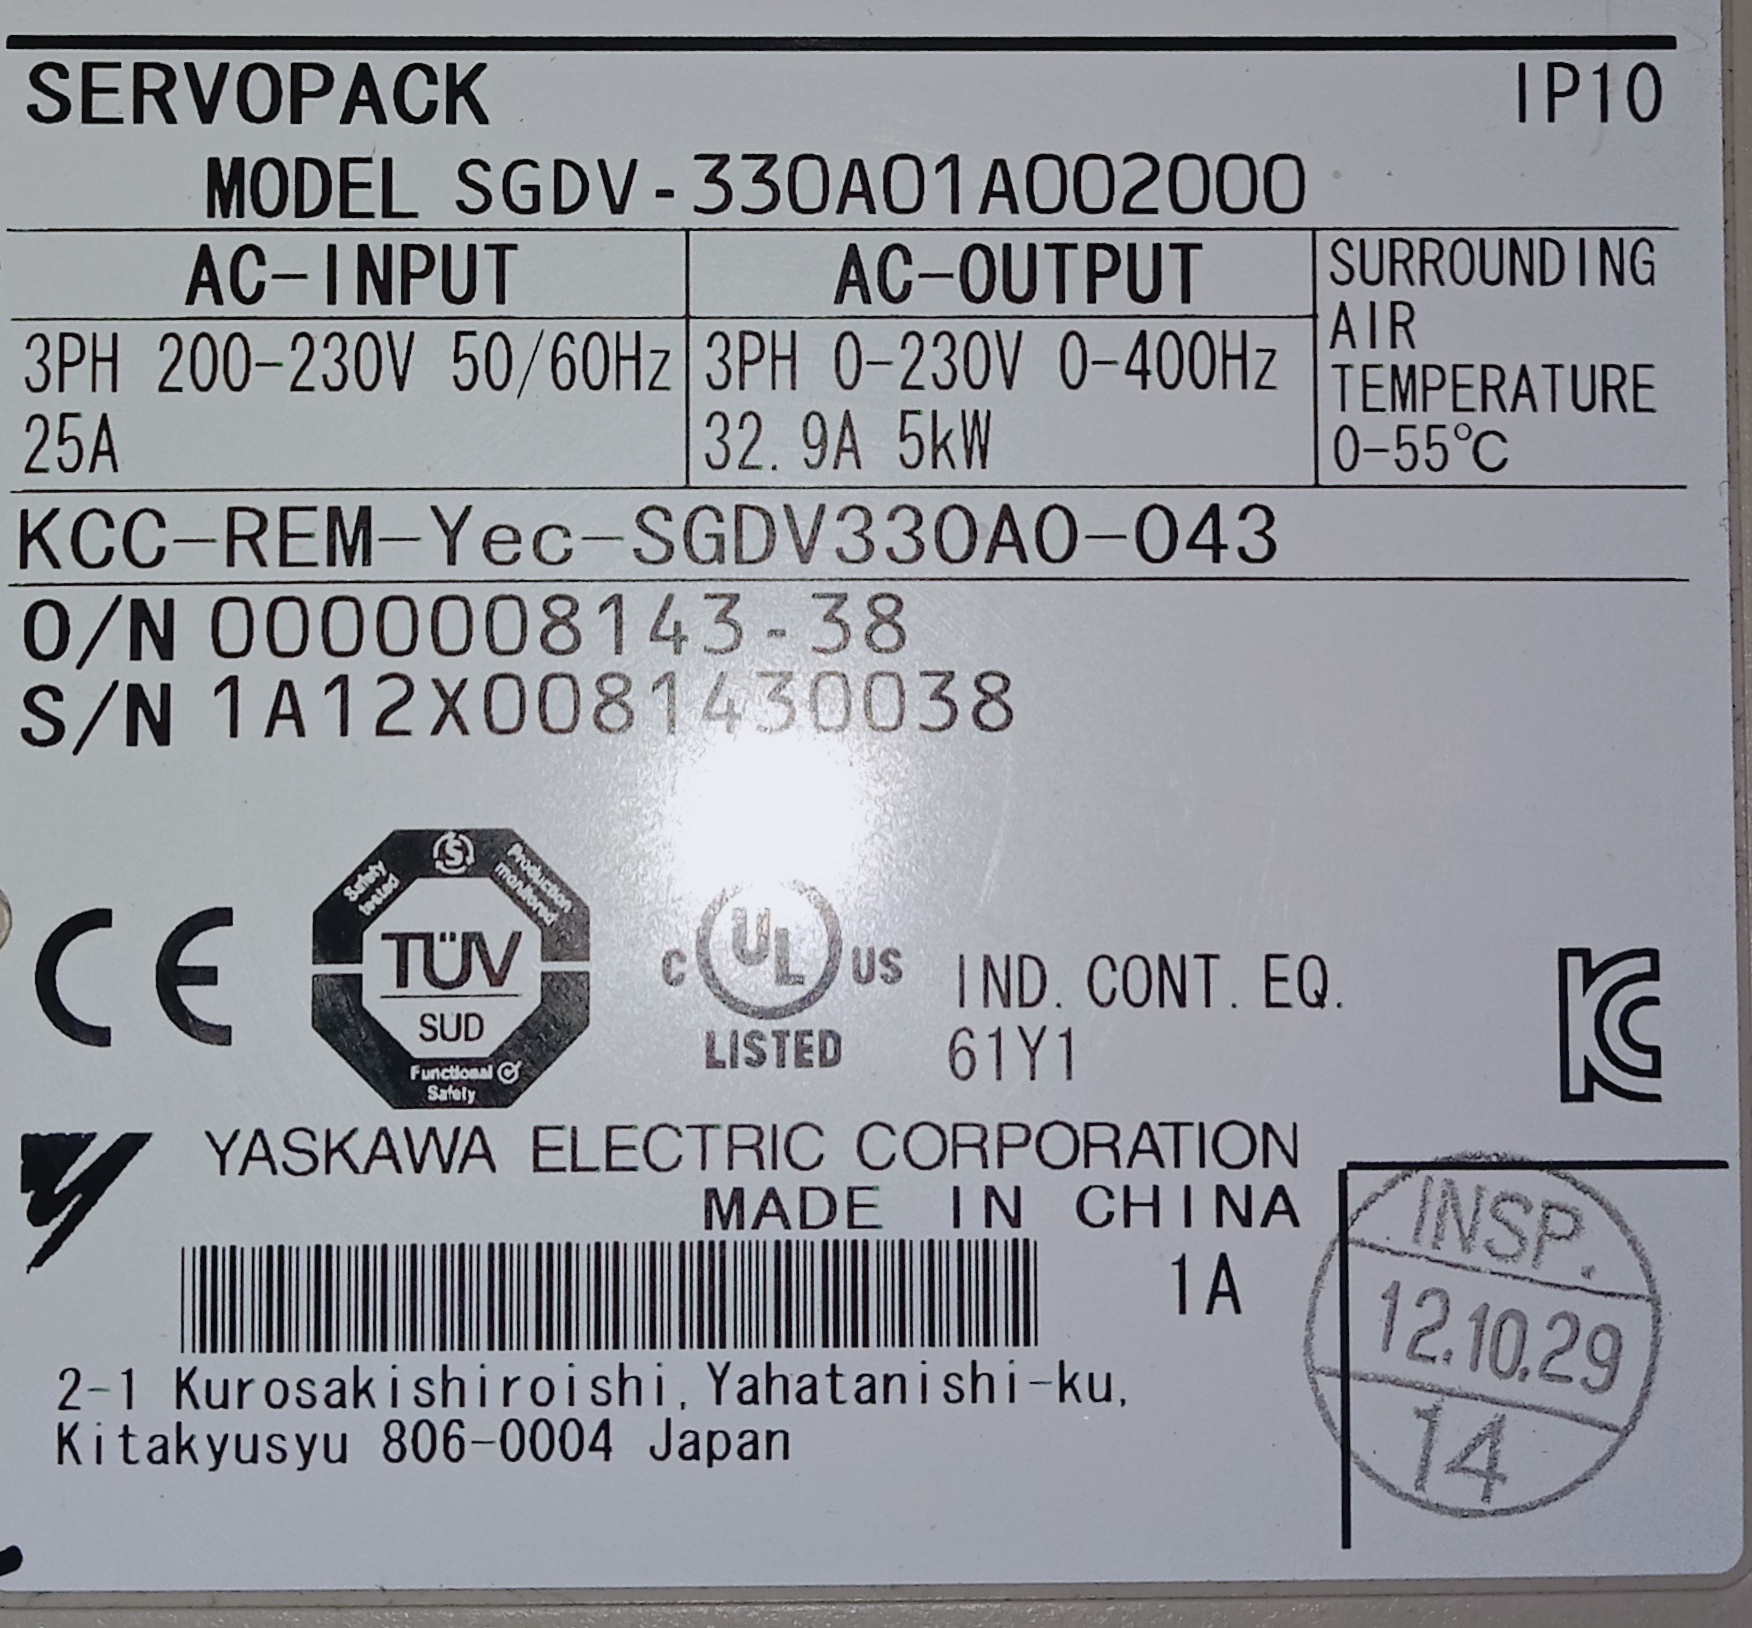 SERVOPACK IP10
MODEL SGDV-330A01A002000
AC-INPUT AC-OUTPUT SURROUNDING
AIR
TEMPERATURE
0-55℃
3PH 200-230V 50/60Hz 3PH 0-230V 0-400Hz
25A 32.9A 5kW
KCC-REM-Yec-SGDV330A0-043
O/N 0000008143-38
S/N 1A12X0081430038
CE
Safety tested
S
Production monitored
TÜV
SUD
Functional
Safety
C UL US
LISTED
IND. CONT. EQ.
61Y1
KC
YASKAWA ELECTRIC CORPORATION
MADE IN CHINA
1A
INSP.
12.10.29
14
2-1 Kurosakishiroishi, Yahatanishi-ku,
Kitakyusyu 806-0004 Japan